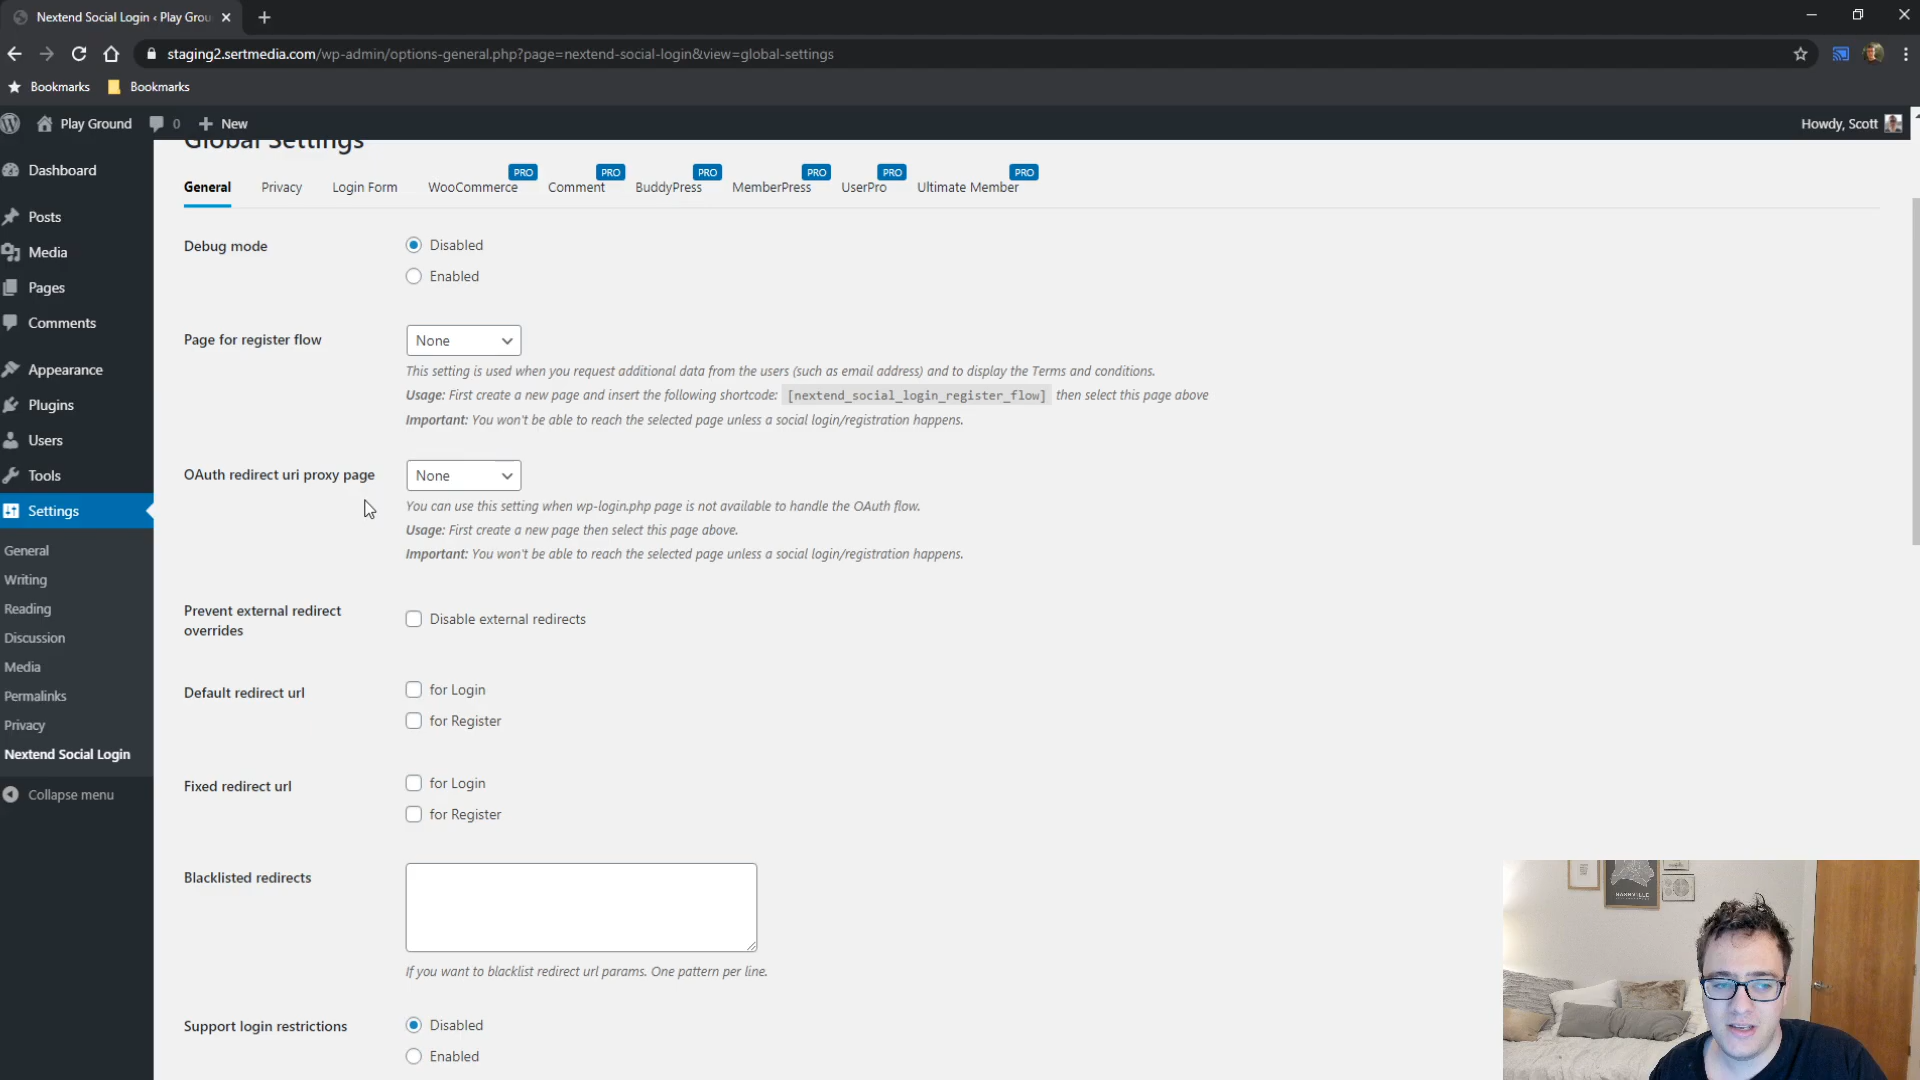 Nextend Social Login ‹ Play Grou
staging2.sertmedia.com/wp-admin/options-general.php?page=nextend-social-login&view=global-settings
Bookmarks
Bookmarks
Play Ground
0
New
Howdy, Scott
Dashboard
Posts
Media
Pages
Comments
Appearance
Plugins
Users
Tools
Settings
General
Writing
Reading
Discussion
Media
Permalinks
Privacy
Nextend Social Login
Collapse menu
Global Settings
General
Privacy
Login Form
WooCommerce PRO
Comment PRO
BuddyPress PRO
MemberPress PRO
UserPro PRO
Ultimate Member PRO
Debug mode
Disabled
Enabled
Page for register flow
None
This setting is used when you request additional data from the users (such as email address) and to display the Terms and conditions.
Usage: First create a new page and insert the following shortcode: [nextend_social_login_register_flow] then select this page above
Important: You won't be able to reach the selected page unless a social login/registration happens.
OAuth redirect uri proxy page
None
You can use this setting when wp-login.php page is not available to handle the OAuth flow.
Usage: First create a new page then select this page above.
Important: You won't be able to reach the selected page unless a social login/registration happens.
Prevent external redirect
overrides
Disable external redirects
Default redirect url
for Login
for Register
Fixed redirect url
for Login
for Register
Blacklisted redirects
If you want to blacklist redirect url params. One pattern per line.
Support login restrictions
Disabled
Enabled
NASHVILLE